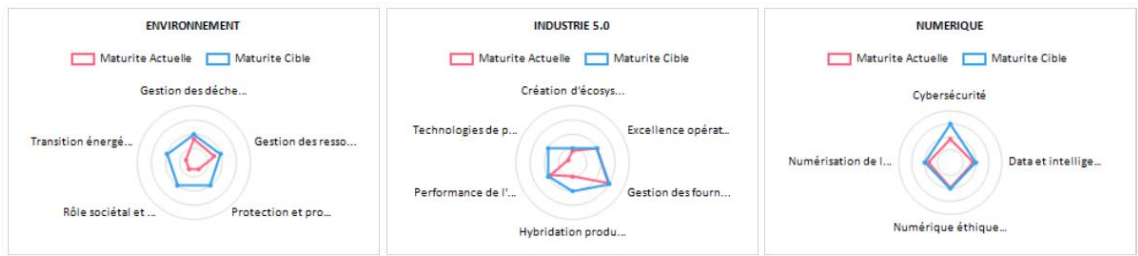 ENVIRONNEMENT
Maturite Actuelle Maturite Cible
Gestion des déche...
Transition énergé... Gestion des resso...
Rôle sociétal et ... Protection et pro...
INDUSTRIE 5.0
Maturite Actuelle Maturite Cible
Création d'écosys...
Technologies de p... Excellence opérat...
Performance de l'... Gestion des fourn...
Hybridation produ...
NUMERIQUE
Maturite Actuelle Maturite Cible
Cybersécurité
Numérisation de l... Data et intellige...
Numérique éthique...